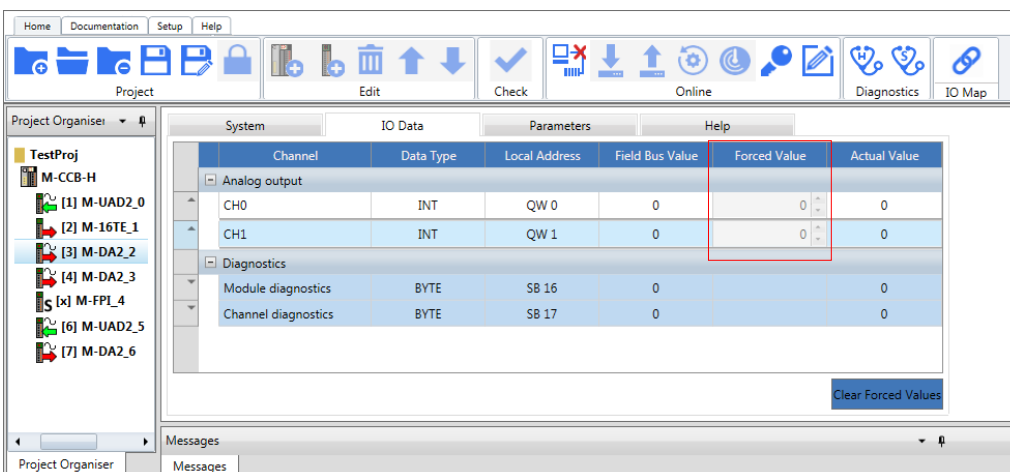 Home Documentation Setup Help
Project Edit Check Online Diagnostics IO Map
H S
Project Organiser
System IO Data Parameters Help
TestProj
M-CCB-H
[1] M-UAD2_0
[2] M-16TE_1
[3] M-DA2_2
[4] M-DA2_3
S [x] M-FPI_4
[6] M-UAD2_5
[7] M-DA2_6
Channel Data Type Local Address Field Bus Value Forced Value Actual Value
Analog output
CH0 INT QW 0 0 0 0
CH1 INT QW 1 0 0 0
Diagnostics
Module diagnostics BYTE SB 16 0 0
Channel diagnostics BYTE SB 17 0 0
Clear Forced Values
Messages
Project Organiser
Messages